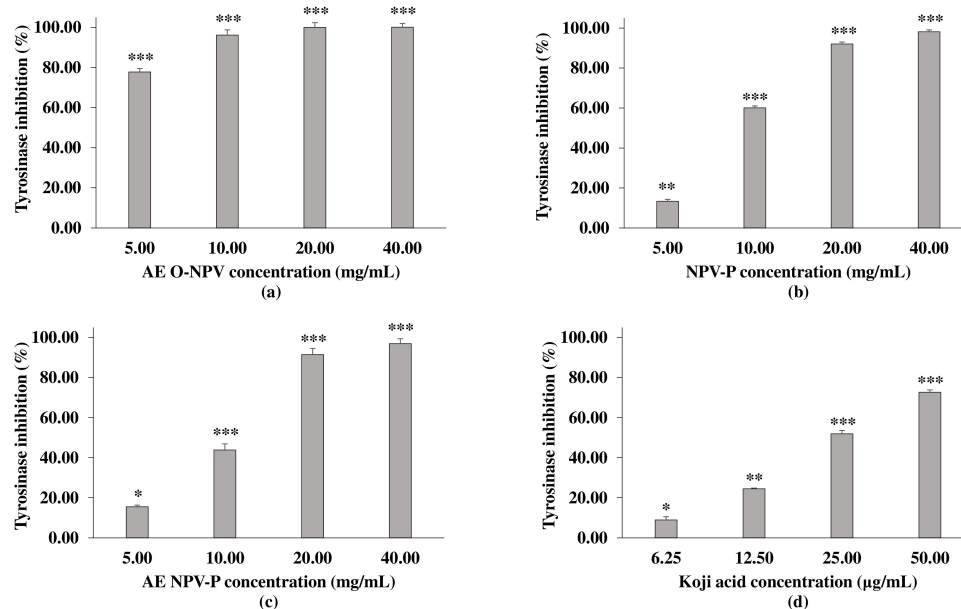 Tyrosinase inhibition (%)
100.00
80.00
60.00
40.00
20.00
0.00
***
***
***
***
5.00 10.00 20.00 40.00
AE O-NPV concentration (mg/mL)
(a)
Tyrosinase inhibition (%)
100.00
80.00
60.00
40.00
20.00
0.00
**
***
***
***
5.00 10.00 20.00 40.00
NPV-P concentration (mg/mL)
(b)
Tyrosinase inhibition (%)
100.00
80.00
60.00
40.00
20.00
0.00
*
***
***
***
5.00 10.00 20.00 40.00
AE NPV-P concentration (mg/mL)
(c)
Tyrosinase inhibition (%)
100.00
80.00
60.00
40.00
20.00
0.00
*
**
***
***
6.25 12.50 25.00 50.00
Koji acid concentration (µg/mL)
(d)